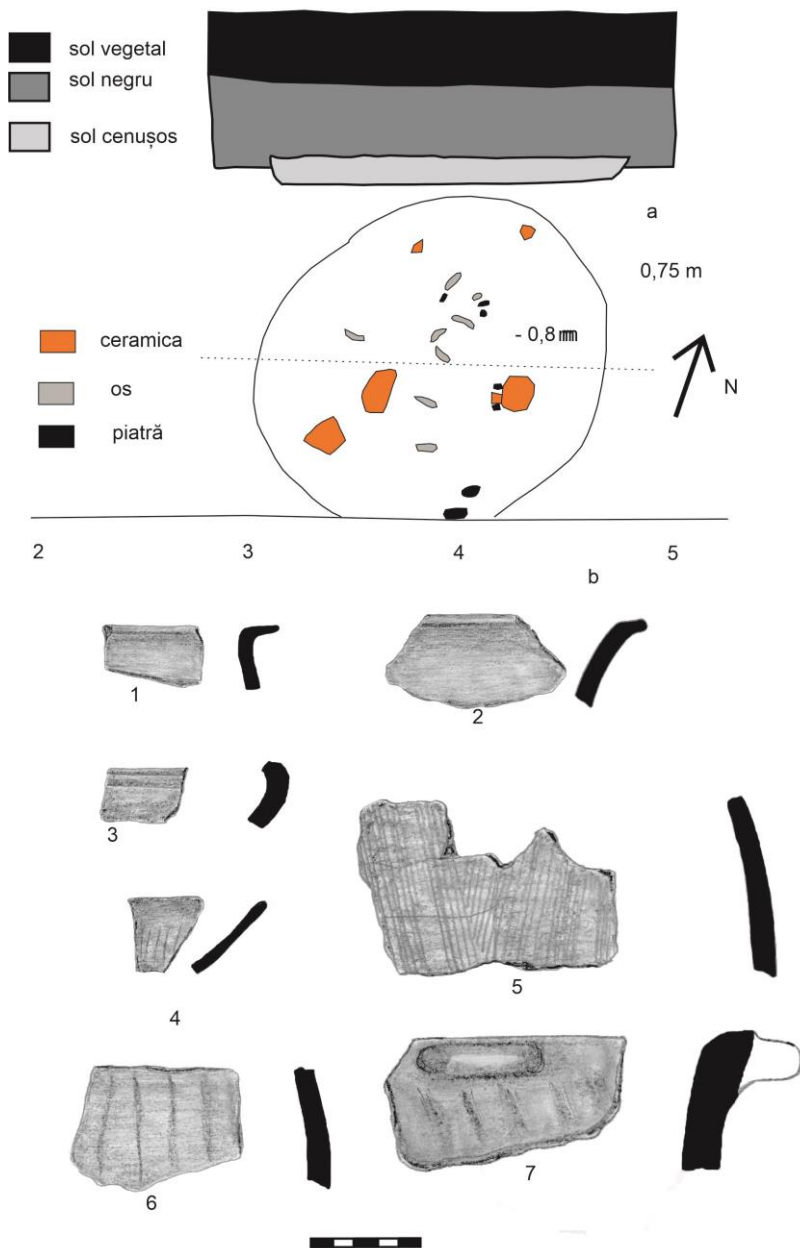 sol vegetal
sol negru
sol cenușos
a
0,75 m
- 0,8 mm
ceramica
os
piatră
N
2 3 4 5
b
1
2
3
4
5
6
7